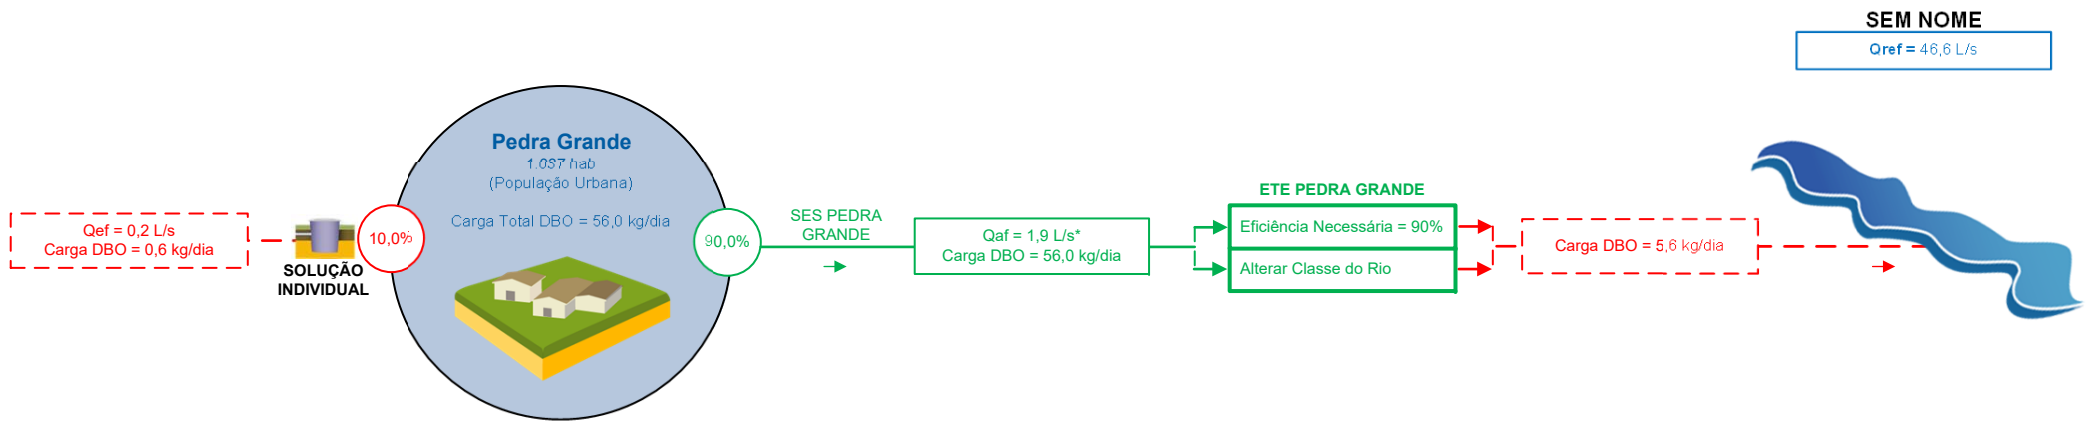 SEM NOME
Qref = 46,6 L/s
Pedra Grande
1.037 hab
(População Urbana)
Carga Total DBO = 56,0 kg/dia
Qef = 0,2 L/s
Carga DBO = 0,6 kg/dia
SOLUÇÃO
INDIVIDUAL
10,0%
90,0%
SES PEDRA
GRANDE
Qaf = 1,9 L/s*
Carga DBO = 56,0 kg/dia
ETE PEDRA GRANDE
Eficiência Necessária = 90%
Alterar Classe do Rio
Carga DBO = 5,6 kg/dia